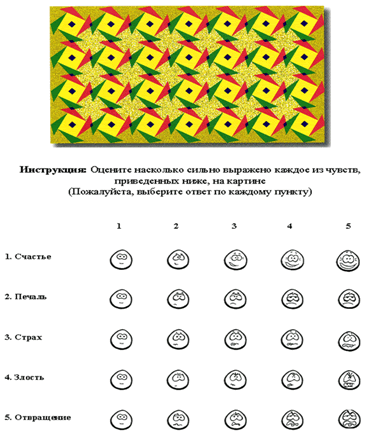 Инструкция: Оцените насколько сильно выражено каждое из чувств,
приведенных ниже, на картине
(Пожалуйста, выберите ответ по каждому пункту)
1 2 3 4 5
1. Счастье
2. Печаль
3. Страх
4. Злость
5. Отвращение